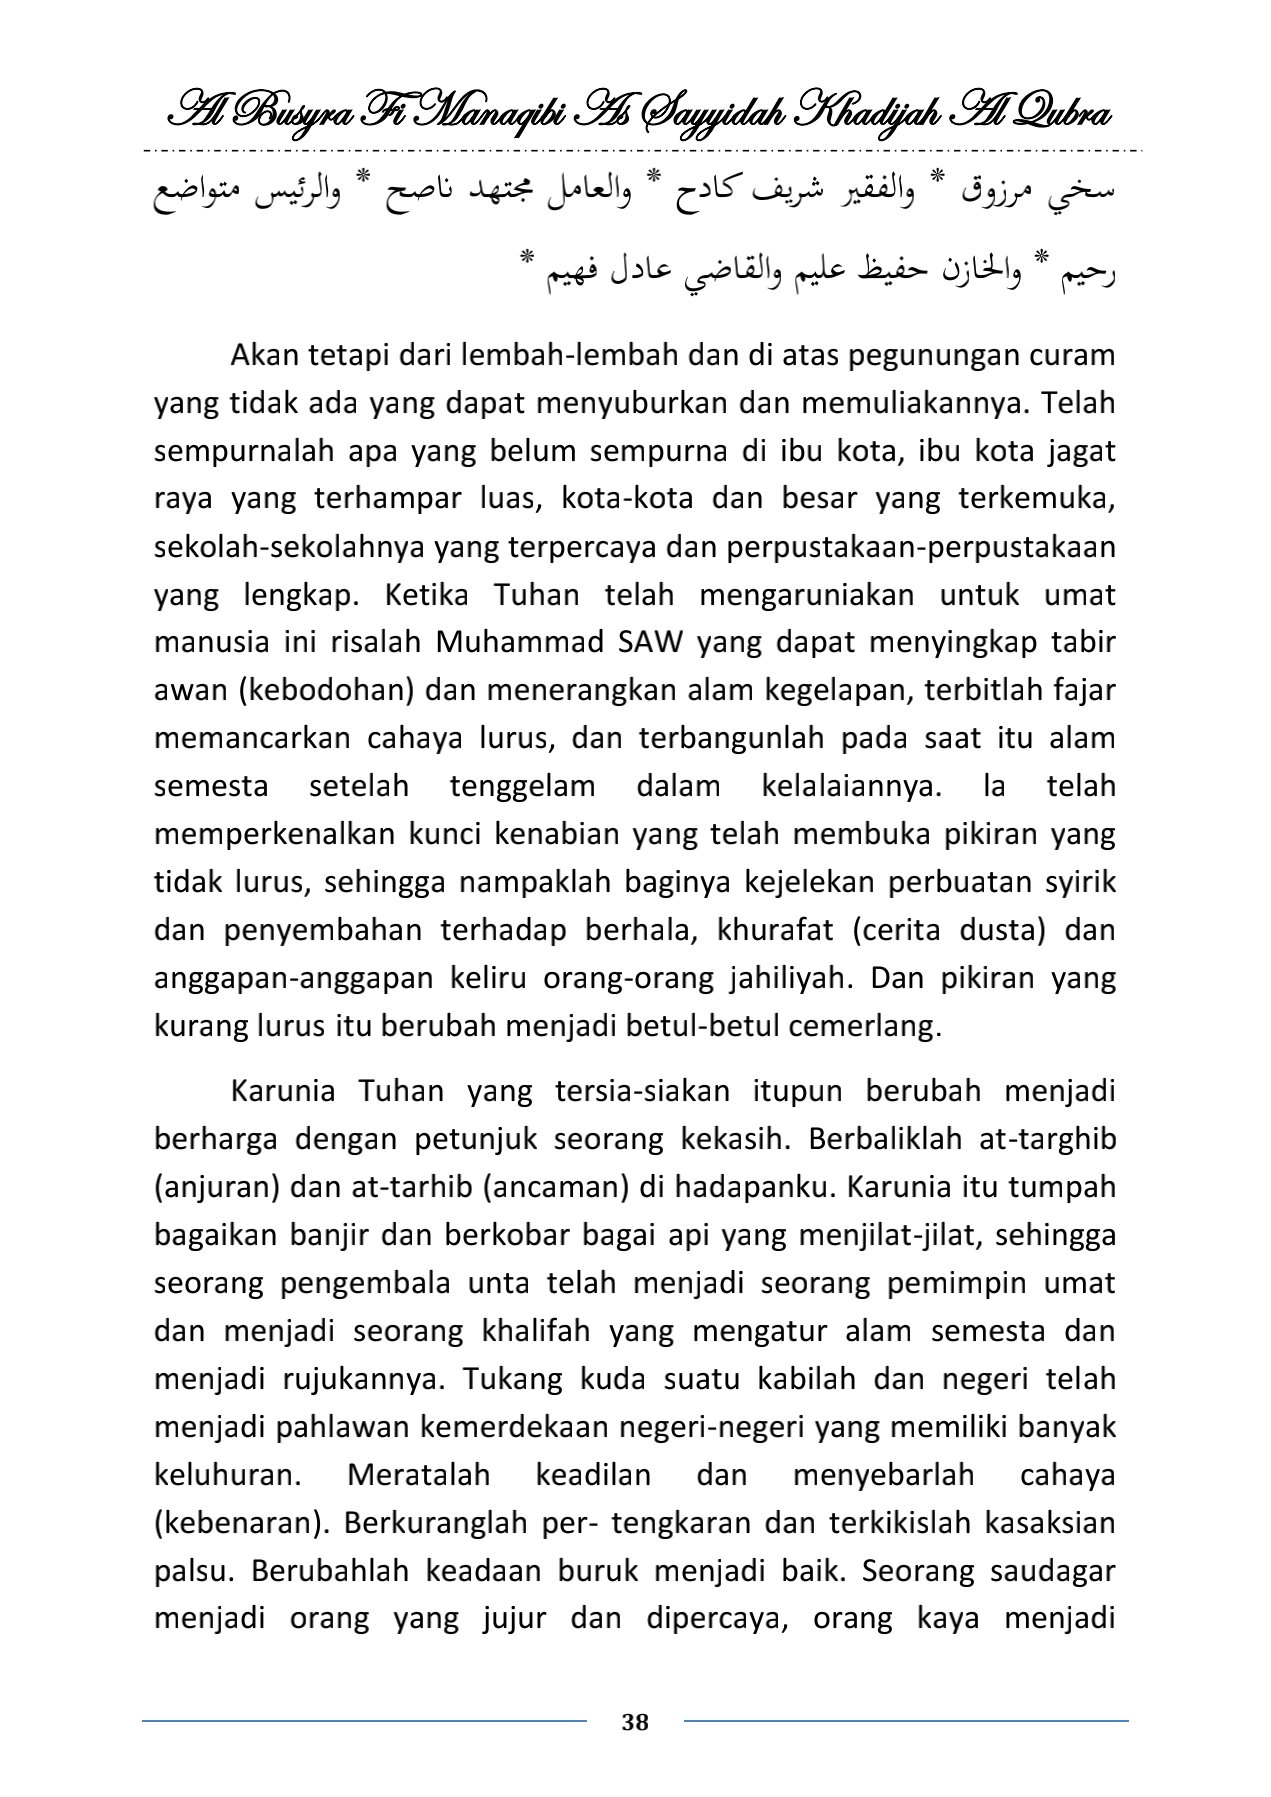 Al Busyra Fi Manaqibi As Sayyidah Khadijah Al Qubra
سخي مرزوق * والفقير شريف كادح * والعامل مجتهد ناصح * والرئيس متواضع
رحيم * والخازن حفيظ عليم والقاضي عادل فهيم *
Akan tetapi dari lembah-lembah dan di atas pegunungan curam
yang tidak ada yang dapat menyuburkan dan memuliakannya. Telah
sempurnalah apa yang belum sempurna di ibu kota, ibu kota jagat
raya yang terhampar luas, kota-kota dan besar yang terkemuka,
sekolah-sekolahnya yang terpercaya dan perpustakaan-perpustakaan
yang lengkap. Ketika Tuhan telah mengaruniakan untuk umat
manusia ini risalah Muhammad SAW yang dapat menyingkap tabir
awan (kebodohan) dan menerangkan alam kegelapan, terbitlah fajar
memancarkan cahaya lurus, dan terbangunlah pada saat itu alam
semesta setelah tenggelam dalam kelalaiannya. la telah
memperkenalkan kunci kenabian yang telah membuka pikiran yang
tidak lurus, sehingga nampaklah baginya kejelekan perbuatan syirik
dan penyembahan terhadap berhala, khurafat (cerita dusta) dan
anggapan-anggapan keliru orang-orang jahiliyah. Dan pikiran yang
kurang lurus itu berubah menjadi betul-betul cemerlang.
Karunia Tuhan yang tersia-siakan itupun berubah menjadi
berharga dengan petunjuk seorang kekasih. Berbaliklah at-targhib
(anjuran) dan at-tarhib (ancaman) di hadapanku. Karunia itu tumpah
bagaikan banjir dan berkobar bagai api yang menjilat-jilat, sehingga
seorang pengembala unta telah menjadi seorang pemimpin umat
dan menjadi seorang khalifah yang mengatur alam semesta dan
menjadi rujukannya. Tukang kuda suatu kabilah dan negeri telah
menjadi pahlawan kemerdekaan negeri-negeri yang memiliki banyak
keluhuran. Meratalah keadilan dan menyebarlah cahaya
(kebenaran). Berkuranglah per- tengkaran dan terkikislah kasaksian
palsu. Berubahlah keadaan buruk menjadi baik. Seorang saudagar
menjadi orang yang jujur dan dipercaya, orang kaya menjadi
38